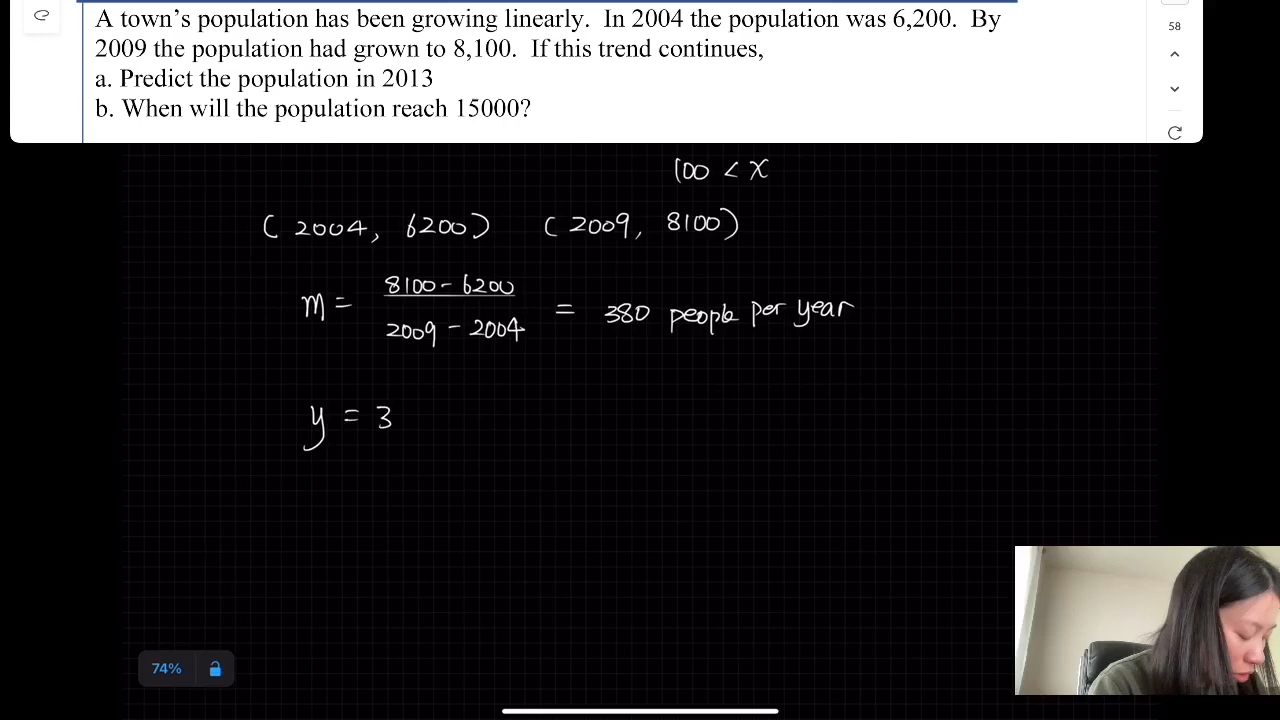 A town’s population has been growing linearly. In 2004 the population was 6,200. By
2009 the population had grown to 8,100. If this trend continues,
a. Predict the population in 2013
b. When will the population reach 15000?
58
100 < x
(2004, 6200) (2009, 8100)
m = 8100 - 6200
2009 - 2004
= 380 people per year
y = 3
74%